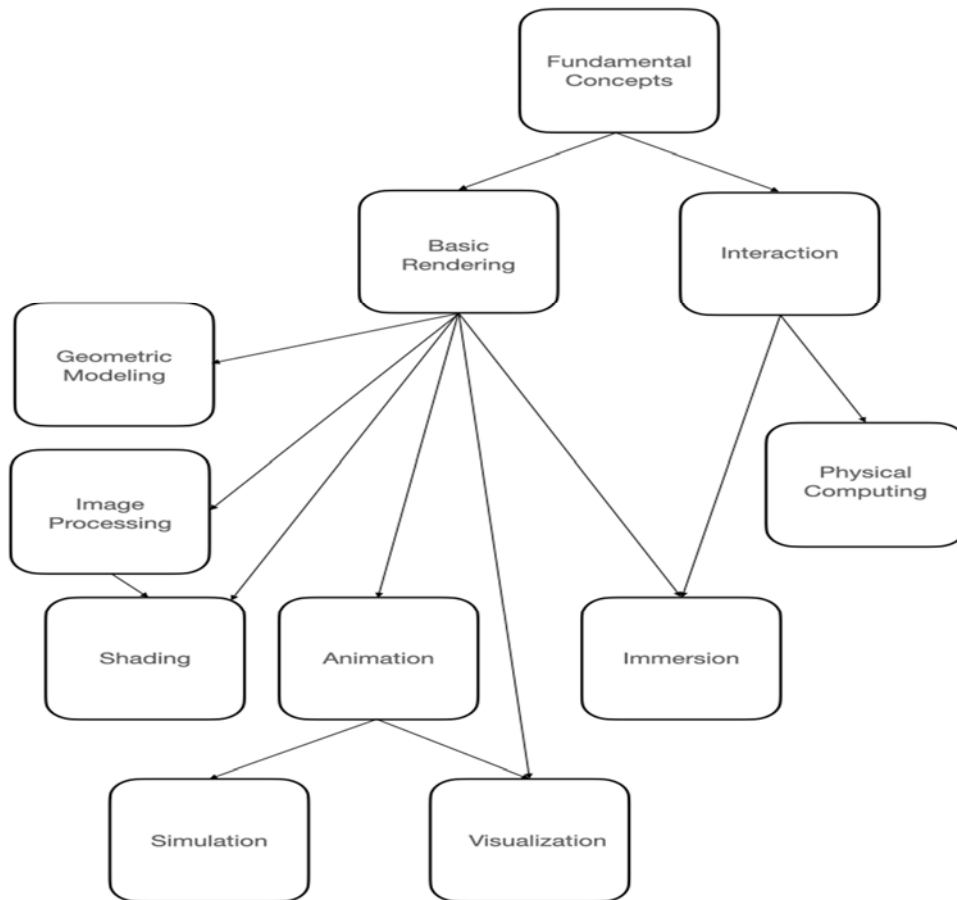 Fundamental
Concepts
Basic
Rendering
Interaction
Geometric
Modeling
Physical
Computing
Image
Processing
Shading
Animation
Immersion
Simulation
Visualization